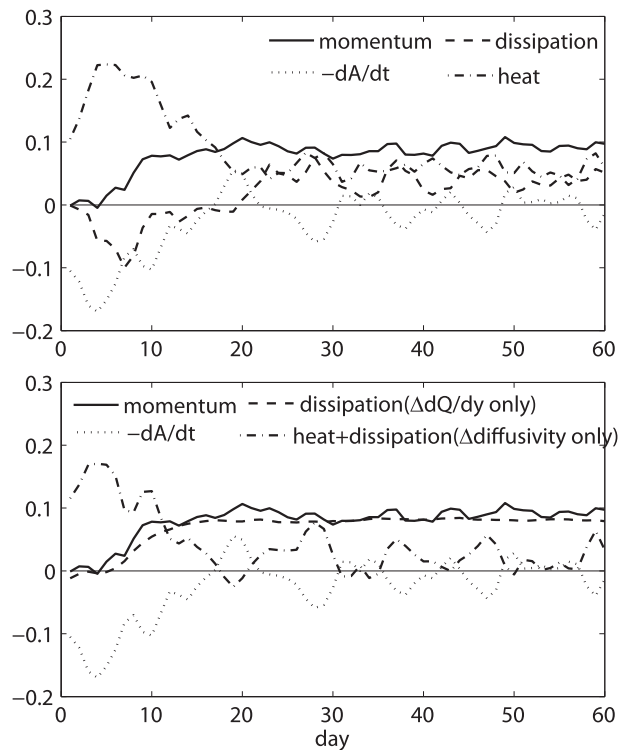 0.3
momentum dissipation
−dA/dt heat
0.2
0.1
0
−0.1
−0.2
0 10 20 30 40 50 60
0.3
momentum dissipation(ΔdQ/dy only)
−dA/dt heat+dissipation(Δdiffusivity only)
0.2
0.1
0
−0.1
−0.2
0 10 20 30 40 50 60
day